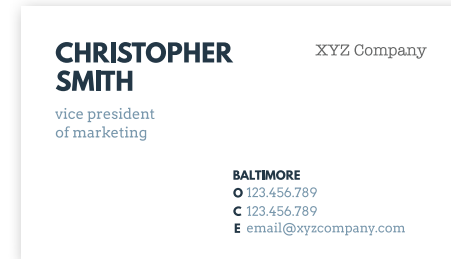 CHRISTOPHER
SMITH
XYZ Company
vice president
of marketing
BALTIMORE
O 123.456.789
C 123.456.789
E email@xyzcompany.com